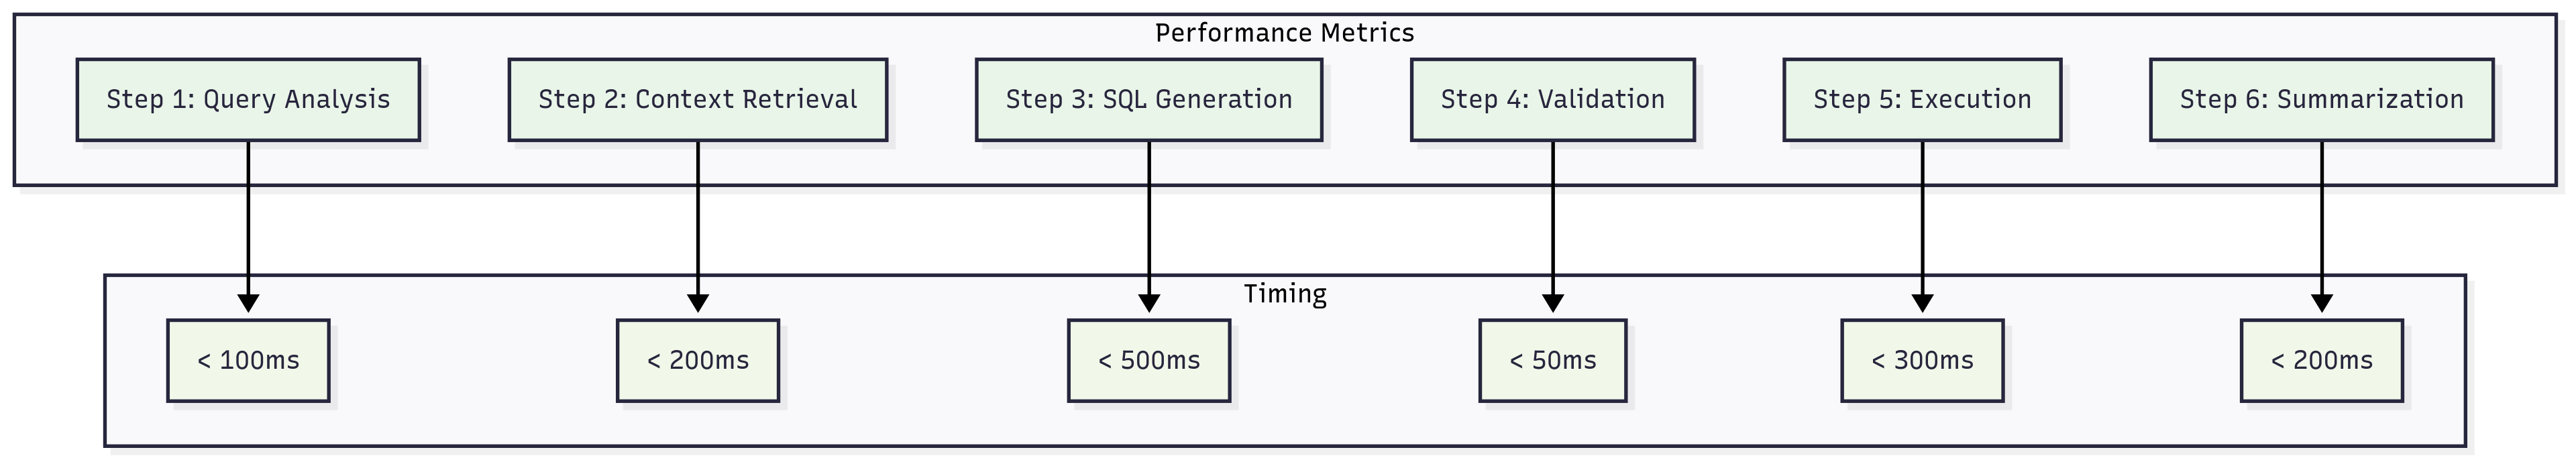 Performance Metrics
Step 1: Query Analysis
Step 2: Context Retrieval
Step 3: SQL Generation
Step 4: Validation
Step 5: Execution
Step 6: Summarization
Timing
< 100ms
< 200ms
< 500ms
< 50ms
< 300ms
< 200ms